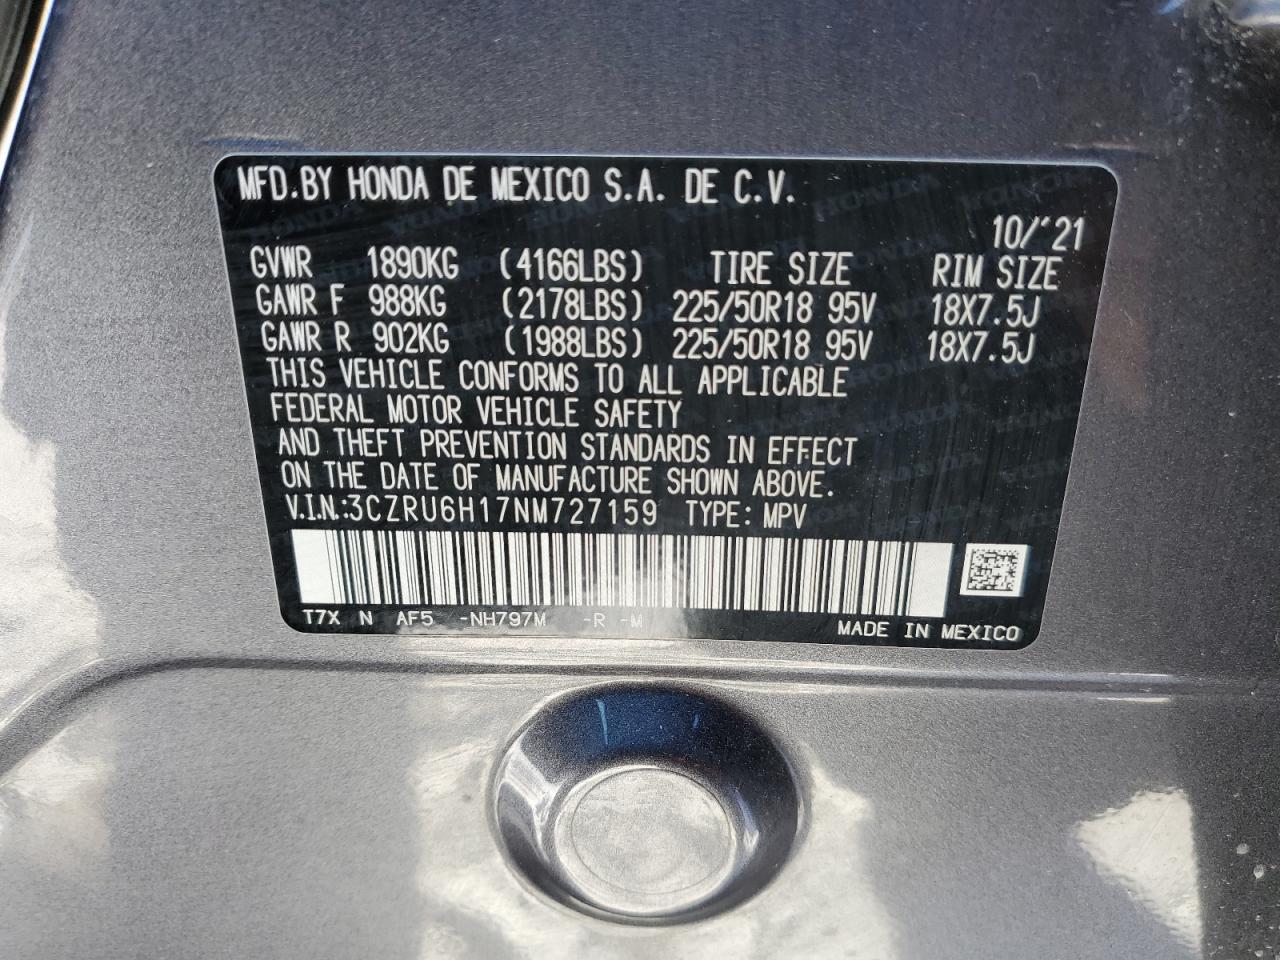 MFD.BY HONDA DE MEXICO S.A. DE C.V.
10/'21
GVWR 1890KG (4166LBS) TIRE SIZE RIM SIZE
GAWR F 988KG (2178LBS) 225/50R18 95V 18X7.5J
GAWR R 902KG (1988LBS) 225/50R18 95V 18X7.5J
THIS VEHICLE CONFORMS TO ALL APPLICABLE
FEDERAL MOTOR VEHICLE SAFETY
AND THEFT PREVENTION STANDARDS IN EFFECT
ON THE DATE OF MANUFACTURE SHOWN ABOVE.
V.I.N.:3CZRU6H17NM727159 TYPE: MPV
T7X N AF5 -NH797M -R -M
MADE IN MEXICO